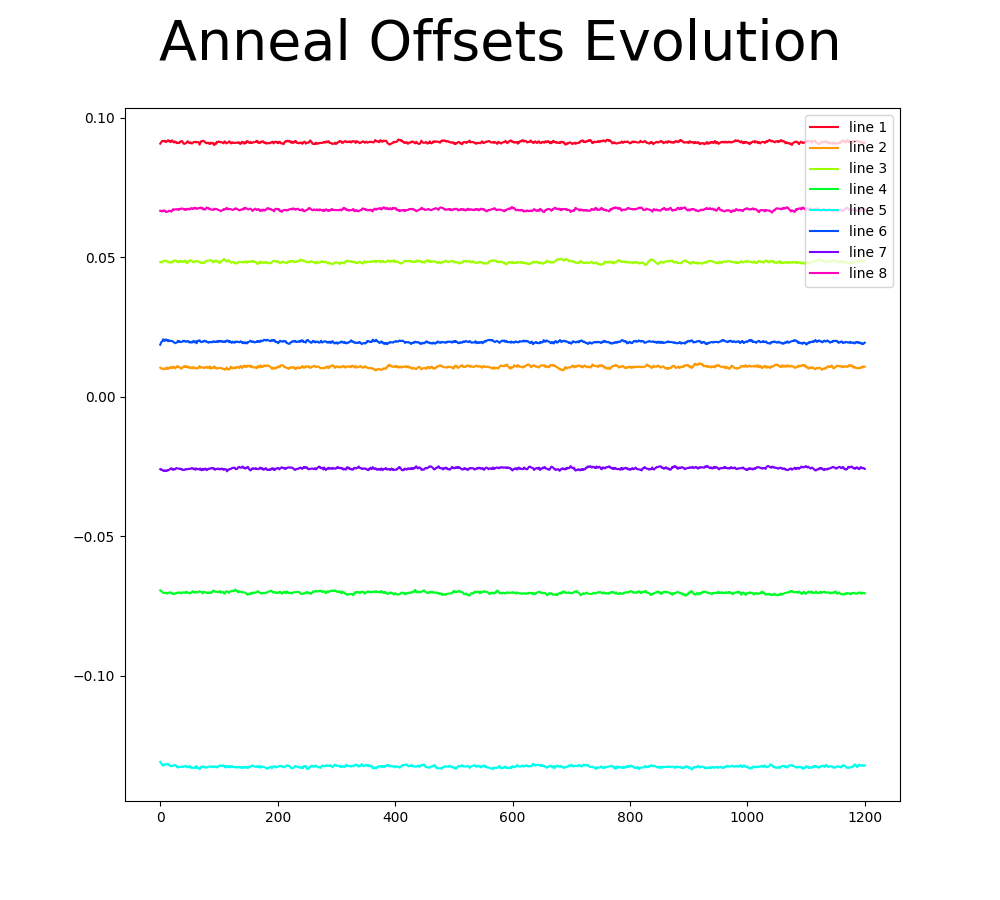 Anneal Offsets Evolution
0.10
0.05
0.00
−0.05
−0.10
0 200 400 600 800 1000 1200
line 1
line 2
line 3
line 4
line 5
line 6
line 7
line 8